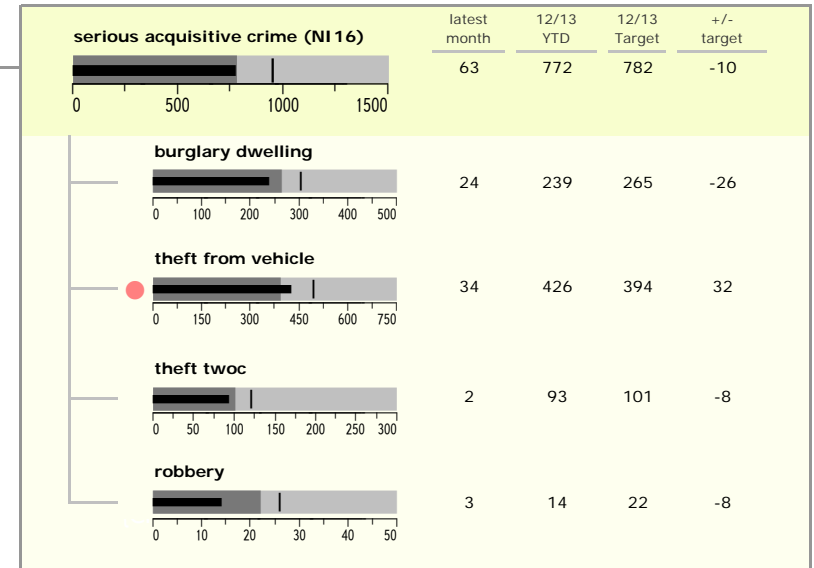 latest 12/13 12/13 +/-
serious acquisitive crime (NI16) month YTD Target target
63 772 782 -10
0 500 1000 1500
burglary dwelling
24 239 265 -26
0 100 200 300 400 500
theft from vehicle
34 426 394 32
0 150 300 450 600 750
theft twoc
2 93 101 -8
0 50 100 150 200 250 300
robbery
3 14 22 -8
0 10 20 30 40 50